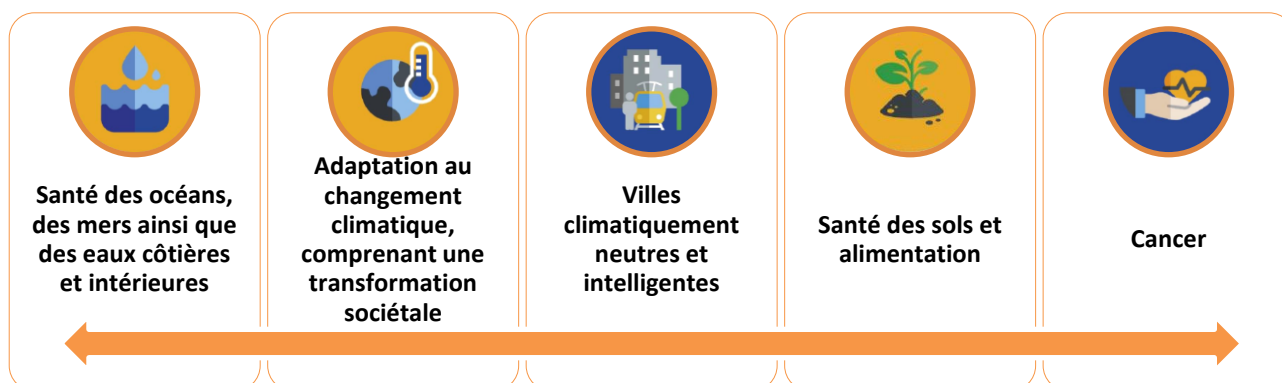 Santé des océans,
des mers ainsi que
des eaux côtières
et intérieures
Adaptation au
changement
climatique,
comprenant une
transformation
sociétale
Villes
climatiquement
neutres et
intelligentes
Santé des sols et
alimentation
Cancer